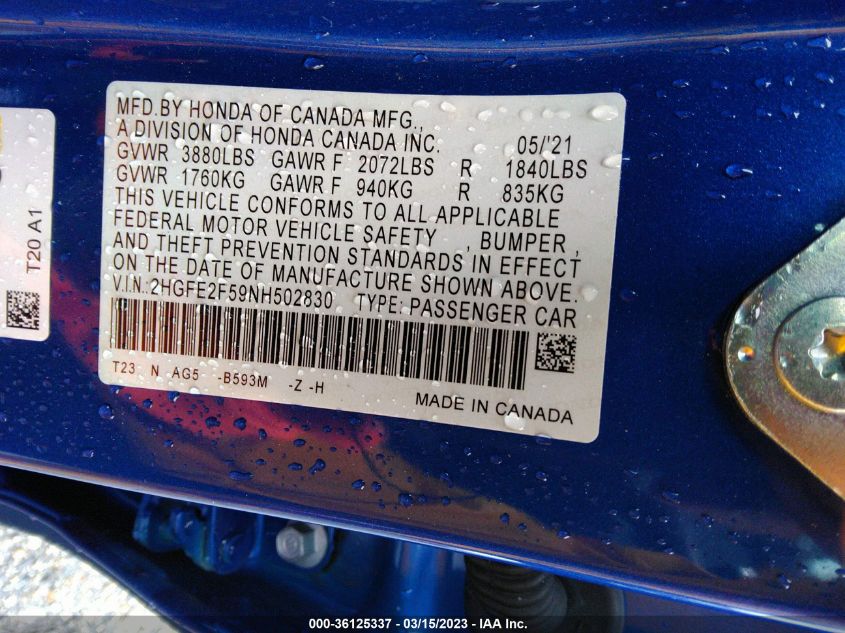 MFD.BY HONDA OF CANADA MFG.,
A DIVISION OF HONDA CANADA INC. 05/'21
GVWR 3880LBS GAWR F 2072LBS R 1840LBS
GVWR 1760KG GAWR F 940KG R 835KG
THIS VEHICLE CONFORMS TO ALL APPLICABLE
FEDERAL MOTOR VEHICLE SAFETY , BUMPER ,
AND THEFT PREVENTION STANDARDS IN EFFECT
ON THE DATE OF MANUFACTURE SHOWN ABOVE.
V.I.N.: 2HGFE2F59NH502830 TYPE: PASSENGER CAR
T23 N AG5 -B593M -Z -H
MADE IN CANADA
T20 A1
000-36125337 - 03/15/2023 - IAA Inc.